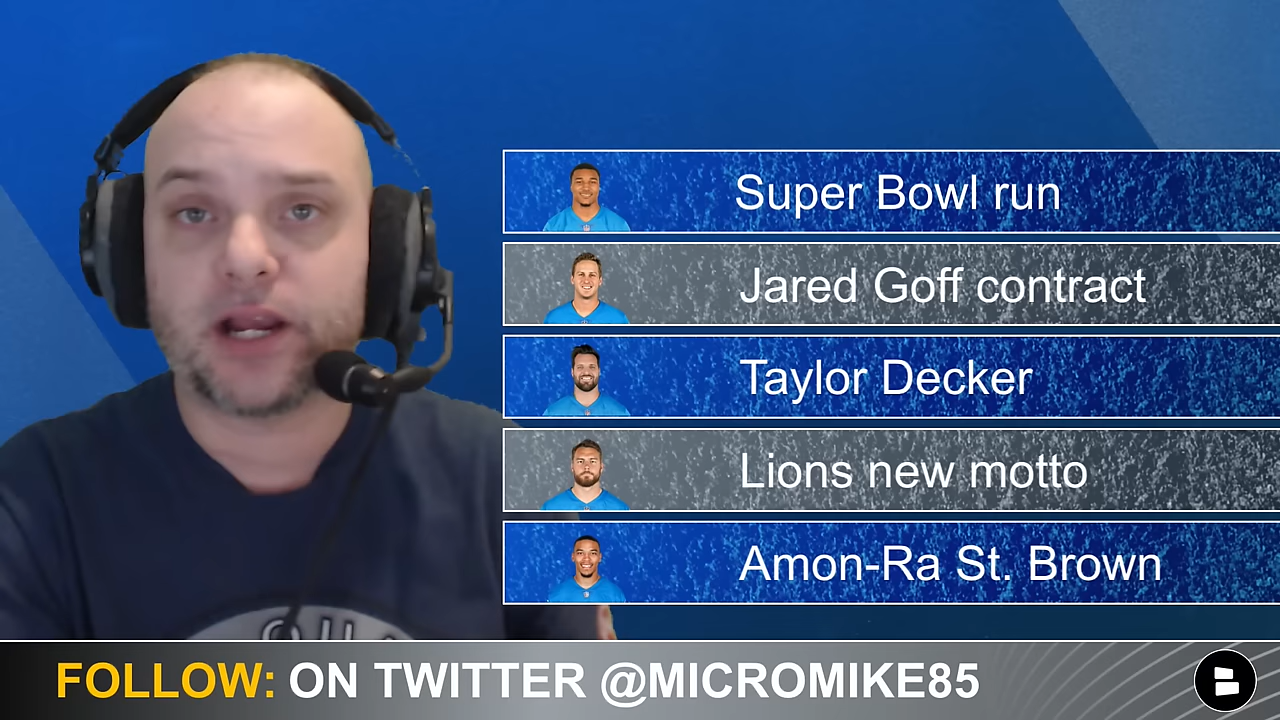 Super Bowl run
Jared Goff contract
Taylor Decker
Lions new motto
Amon-Ra St. Brown
FOLLOW: ON TWITTER @MICROMIKE85